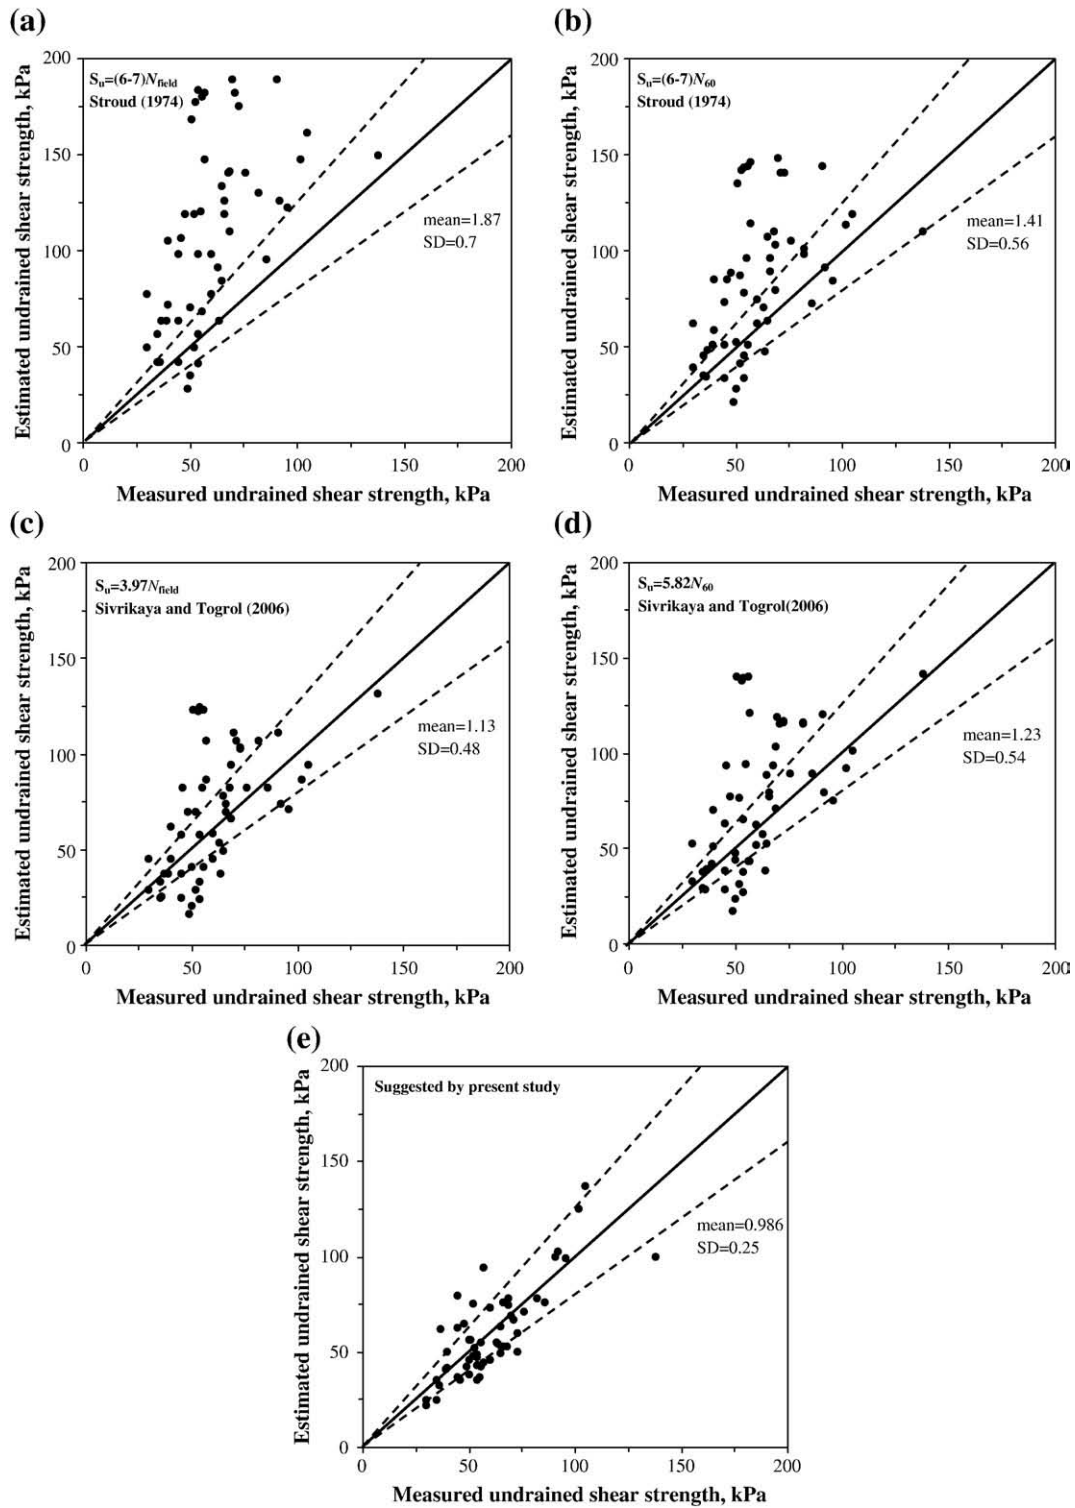 (a)
S_u=(6-7)N_field
Stroud (1974)
mean=1.87
SD=0.7
Estimated undrained shear strength, kPa
200
150
100
50
0
0 50 100 150 200
Measured undrained shear strength, kPa
(b)
S_u=(6-7)N_60
Stroud (1974)
mean=1.41
SD=0.56
Estimated undrained shear strength, kPa
200
150
100
50
0
0 50 100 150 200
Measured undrained shear strength, kPa
(c)
S_u=3.97N_field
Sivrikaya and Togrol (2006)
mean=1.13
SD=0.48
Estimated undrained shear strength, kPa
200
150
100
50
0
0 50 100 150 200
Measured undrained shear strength, kPa
(d)
S_u=5.82N_60
Sivrikaya and Togrol(2006)
mean=1.23
SD=0.54
Estimated undrained shear strength, kPa
200
150
100
50
0
0 50 100 150 200
Measured undrained shear strength, kPa
(e)
Suggested by present study
mean=0.986
SD=0.25
Estimated undrained shear strength, kPa
200
150
100
50
0
0 50 100 150 200
Measured undrained shear strength, kPa